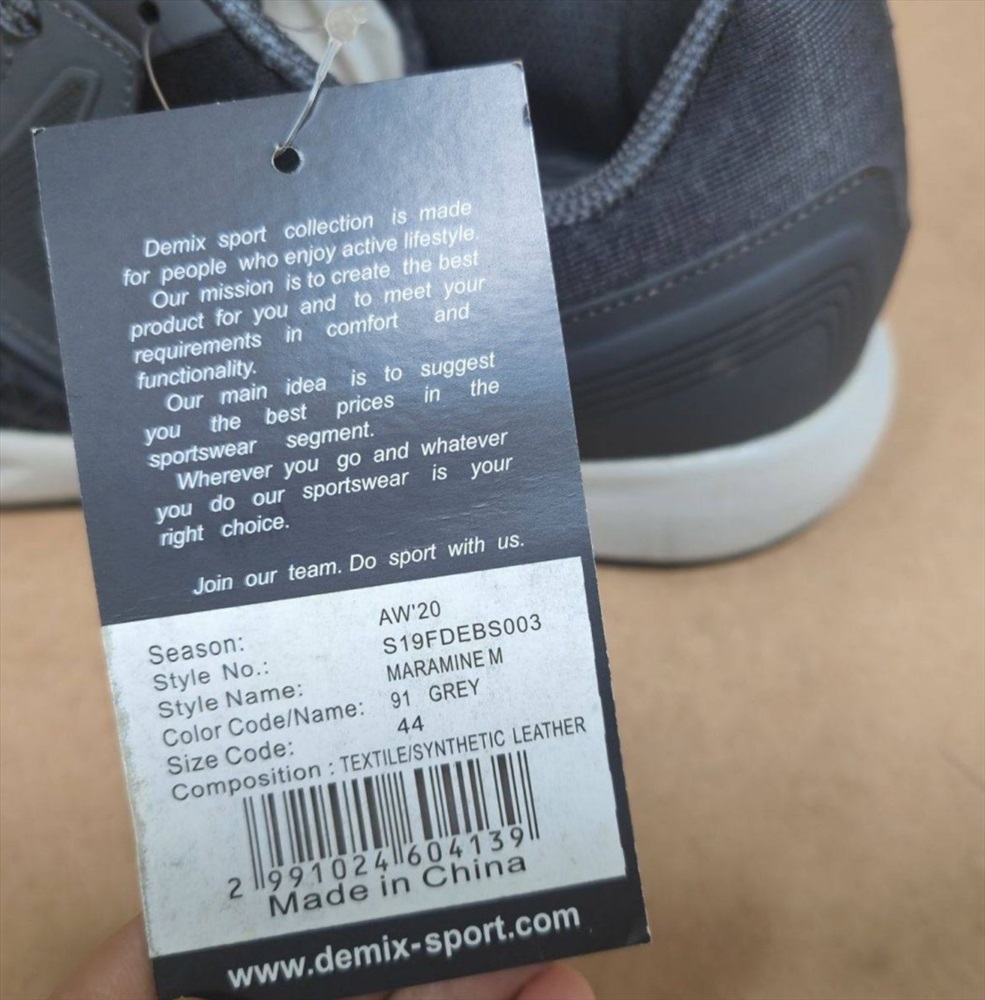 Demix sport collection is made
for people who enjoy active lifestyle.
Our mission is to create the best
product for you and to meet your
requirements in comfort and
functionality.
Our main idea is to suggest
you the best prices in the
sportswear segment.
Wherever you go and whatever
you do our sportswear is your
right choice.
Join our team. Do sport with us.
Season: AW'20
Style No.: S19FDEBS003
Style Name: MARAMINE M
Color Code/Name: 91 GREY
Size Code: 44
Composition : TEXTILE/SYNTHETIC LEATHER
2 991024 604139
Made in China
www.demix-sport.com